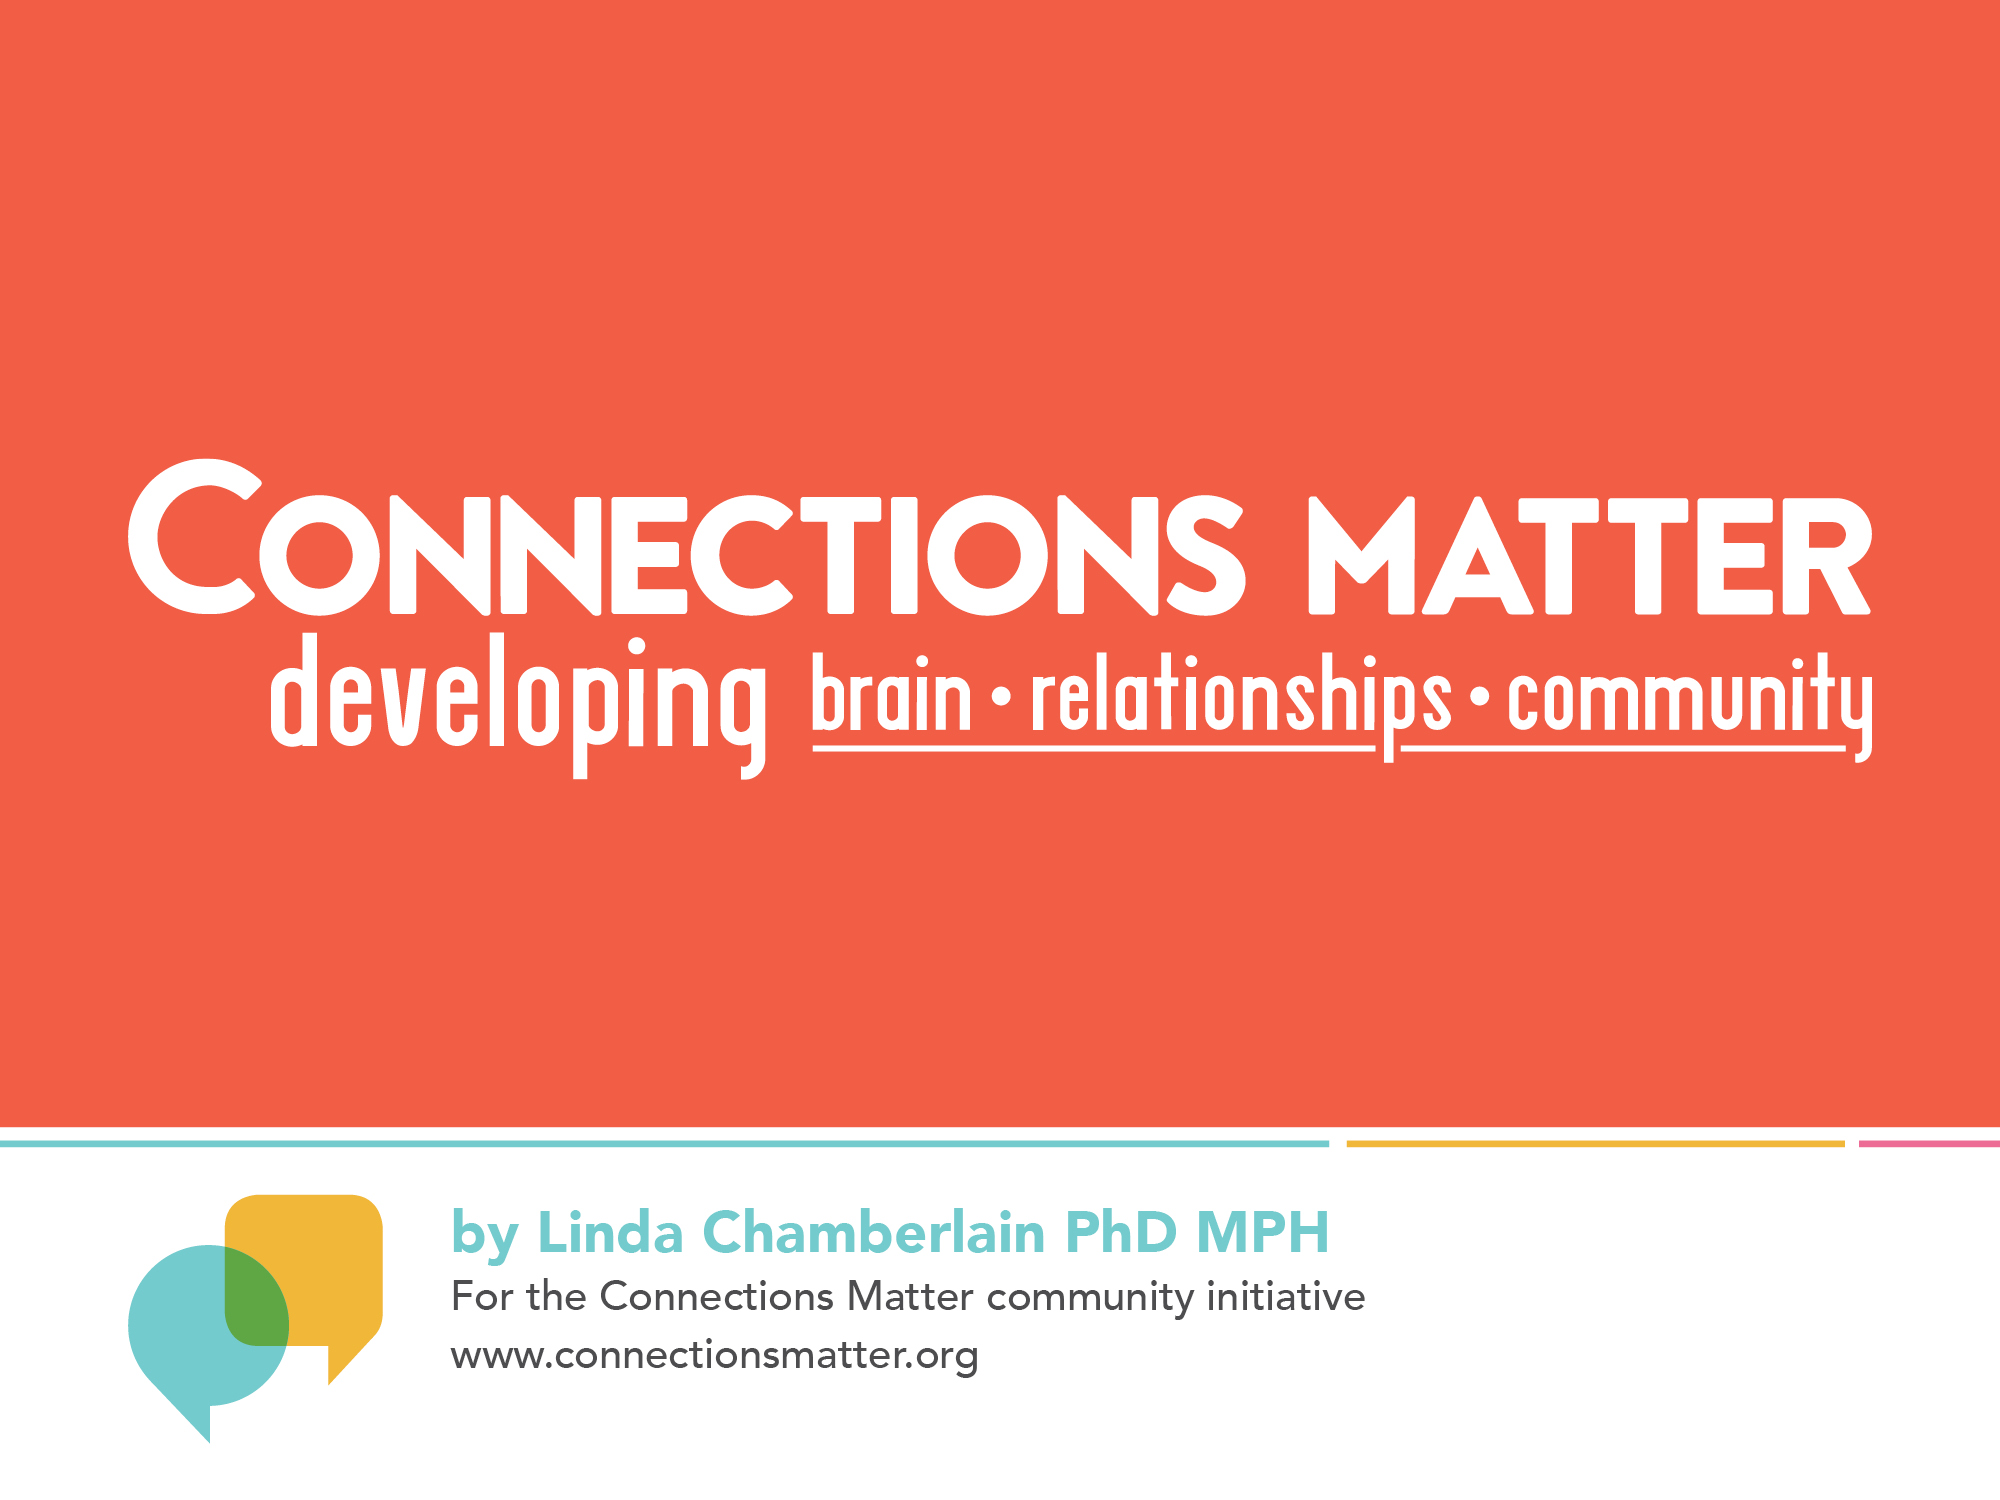 CONNECTIONS MATTER
developing brain • relationships • community
by Linda Chamberlain PhD MPH
For the Connections Matter community initiative
www.connectionsmatter.org